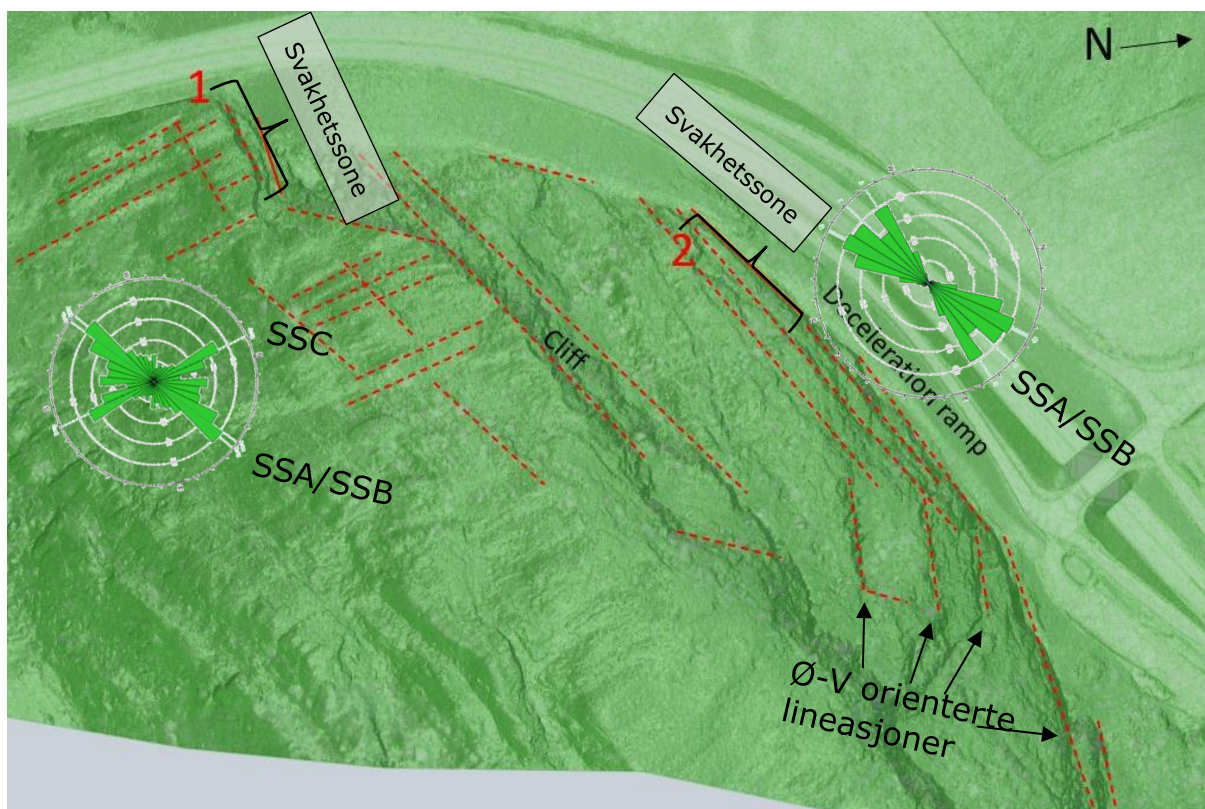 N
1
Svakhetssone
Svakhetssone
2
SSC
Cliff
Deceleration ramp
SSA/SSB
SSA/SSB
Ø-V orienterte
lineasjoner